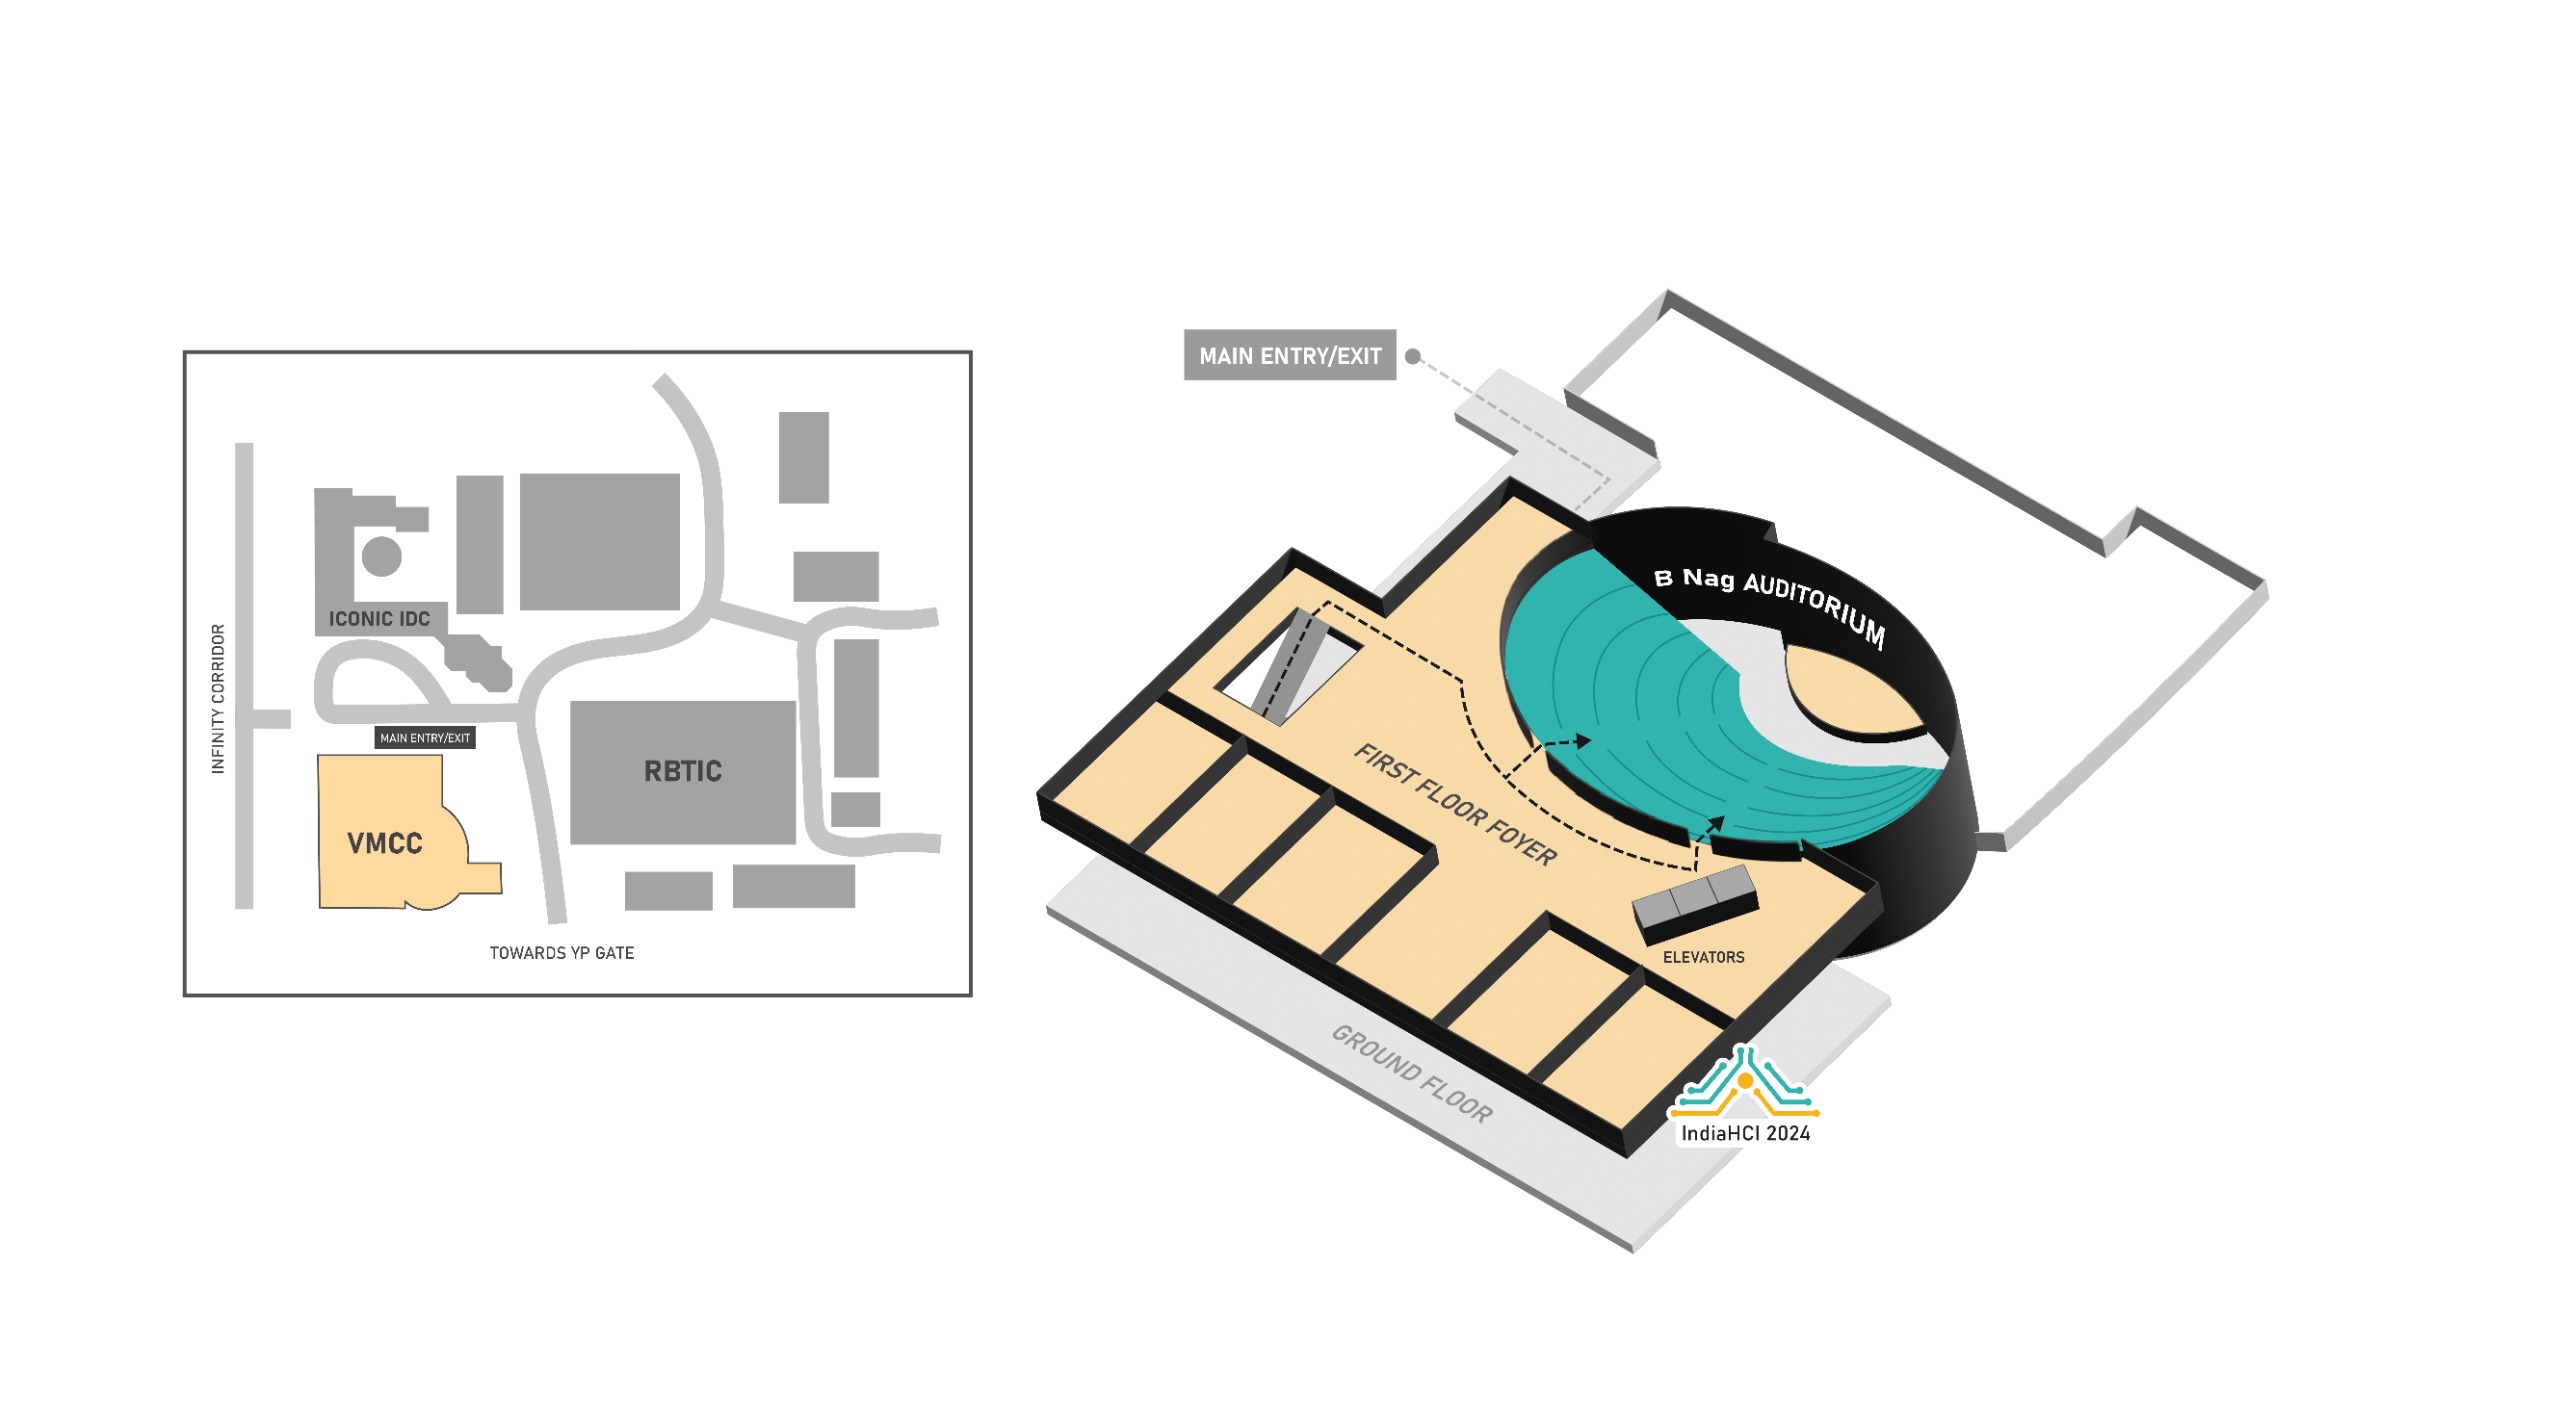 ICONIC IDC
INFINITY CORRIDOR
MAIN ENTRY/EXIT
RBTIC
VMCC
TOWARDS YP GATE
MAIN ENTRY/EXIT
B Nag AUDITORIUM
FIRST FLOOR FOYER
ELEVATORS
GROUND FLOOR
IndiaHCI 2024